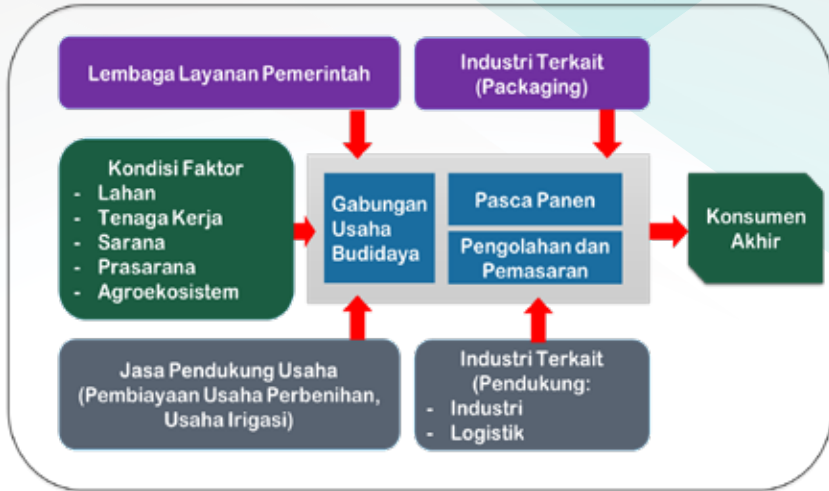 Lembaga Layanan Pemerintah
Industri Terkait
(Packaging)
Kondisi Faktor
- Lahan
- Tenaga Kerja
- Sarana
- Prasarana
- Agroekosistem
Gabungan
Usaha
Budidaya
Pasca Panen
Pengolahan dan
Pemasaran
Konsumen
Akhir
Jasa Pendukung Usaha
(Pembiayaan Usaha Perbenihan,
Usaha Irigasi)
Industri Terkait
(Pendukung:
- Industri
- Logistik